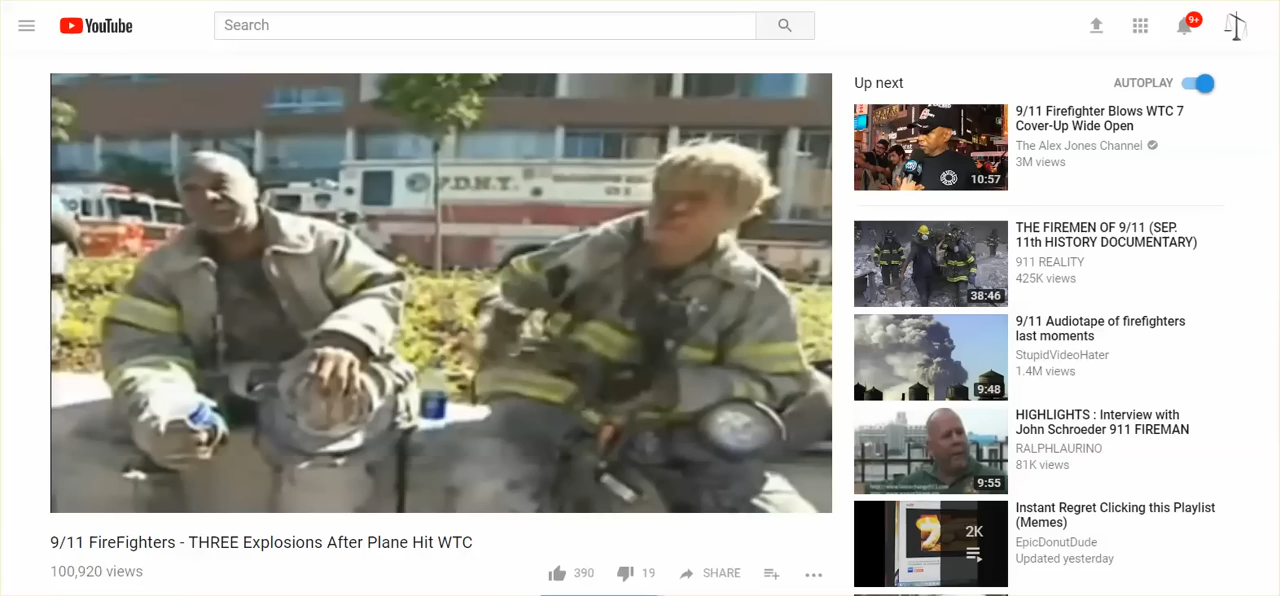 YouTube
Search
9+
F.D.N.Y.
Up next
AUTOPLAY
9/11 Firefighter Blows WTC 7
Cover-Up Wide Open
The Alex Jones Channel
3M views
10:57
THE FIREMEN OF 9/11 (SEP.
11th HISTORY DOCUMENTARY)
911 REALITY
425K views
38:46
9/11 Audiotape of firefighters
last moments
StupidVideoHater
1.4M views
9:48
HIGHLIGHTS : Interview with
John Schroeder 911 FIREMAN
RALPHLAURINO
81K views
9:55
Instant Regret Clicking this Playlist
(Memes)
EpicDonutDude
Updated yesterday
2K
9/11 FireFighters - THREE Explosions After Plane Hit WTC
100,920 views
390
19
SHARE